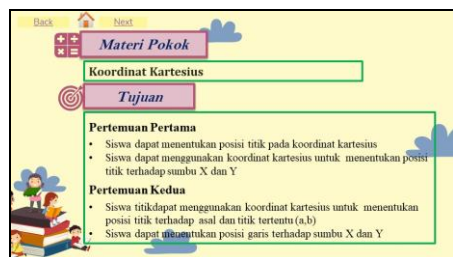 Back Next
Materi Pokok
Koordinat Kartesius
Tujuan
Pertemuan Pertama
• Siswa dapat menentukan posisi titik pada koordinat kartesius
• Siswa dapat menggunakan koordinat kartesius untuk menentukan posisi
titik terhadap sumbu X dan Y
Pertemuan Kedua
• Siswa titikdapat menggunakan koordinat kartesius untuk menentukan
posisi titik terhadap asal dan titik tertentu (a,b)
• Siswa dapat menentukan posisi garis terhadap sumbu X dan Y